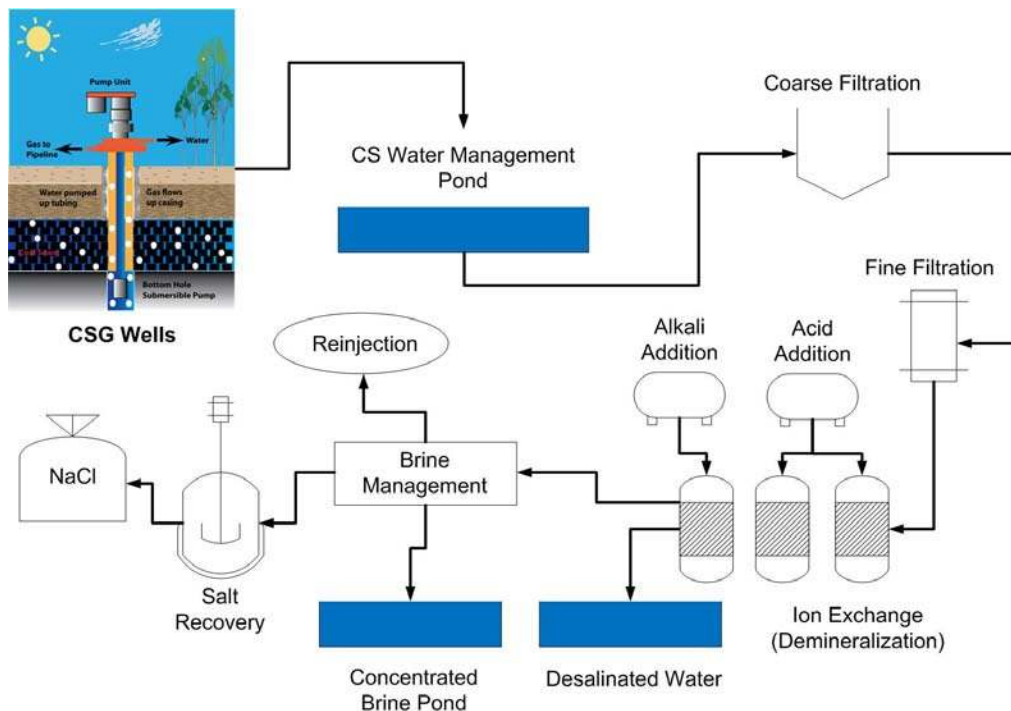 Pump Unit
Gas to
Pipeline
Water
Water pumped
up tubing
Gas flows
up casing
Coal Seam
Bottom Hole
Submersible Pump
CSG Wells
CS Water Management
Pond
Coarse Filtration
Fine Filtration
Alkali
Addition
Acid
Addition
Reinjection
Brine
Management
NaCl
Salt
Recovery
Concentrated
Brine Pond
Desalinated Water
Ion Exchange
(Demineralization)